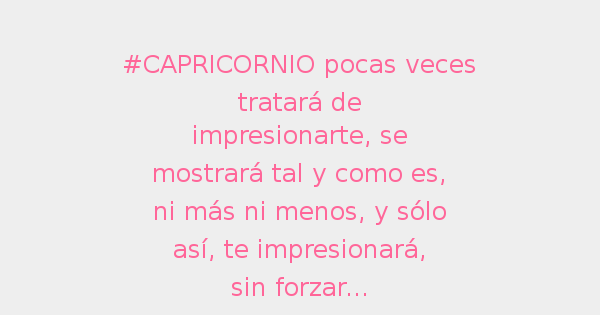 #CAPRICORNIO pocas veces
tratará de
impresionarte, se
mostrará tal y como es,
ni más ni menos, y sólo
así, te impresionará,
sin forzar...